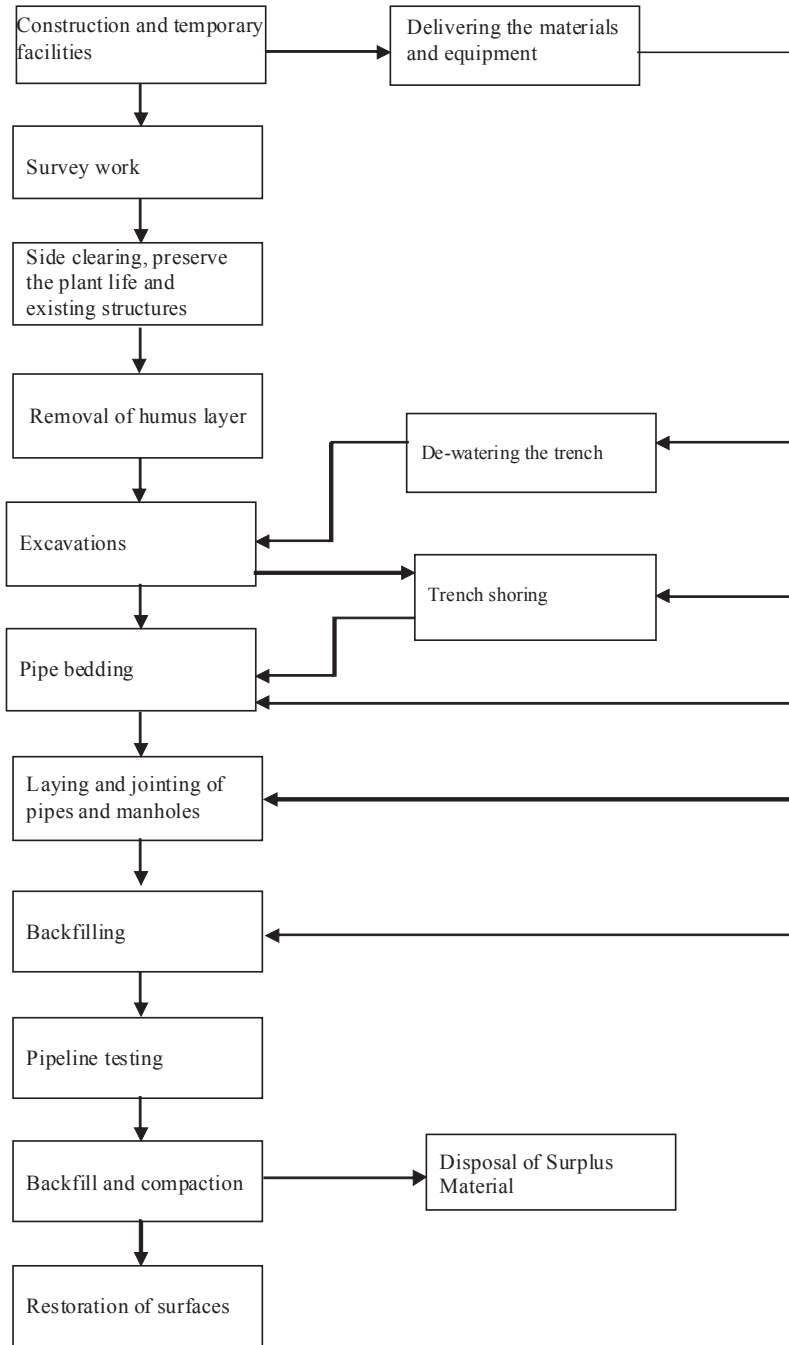 Construction and temporary
facilities
Delivering the materials
and equipment
Survey work
Side clearing, preserve
the plant life and
existing structures
Removal of humus layer
De-watering the trench
Excavations
Trench shoring
Pipe bedding
Laying and jointing of
pipes and manholes
Backfilling
Pipeline testing
Backfill and compaction
Disposal of Surplus
Material
Restoration of surfaces